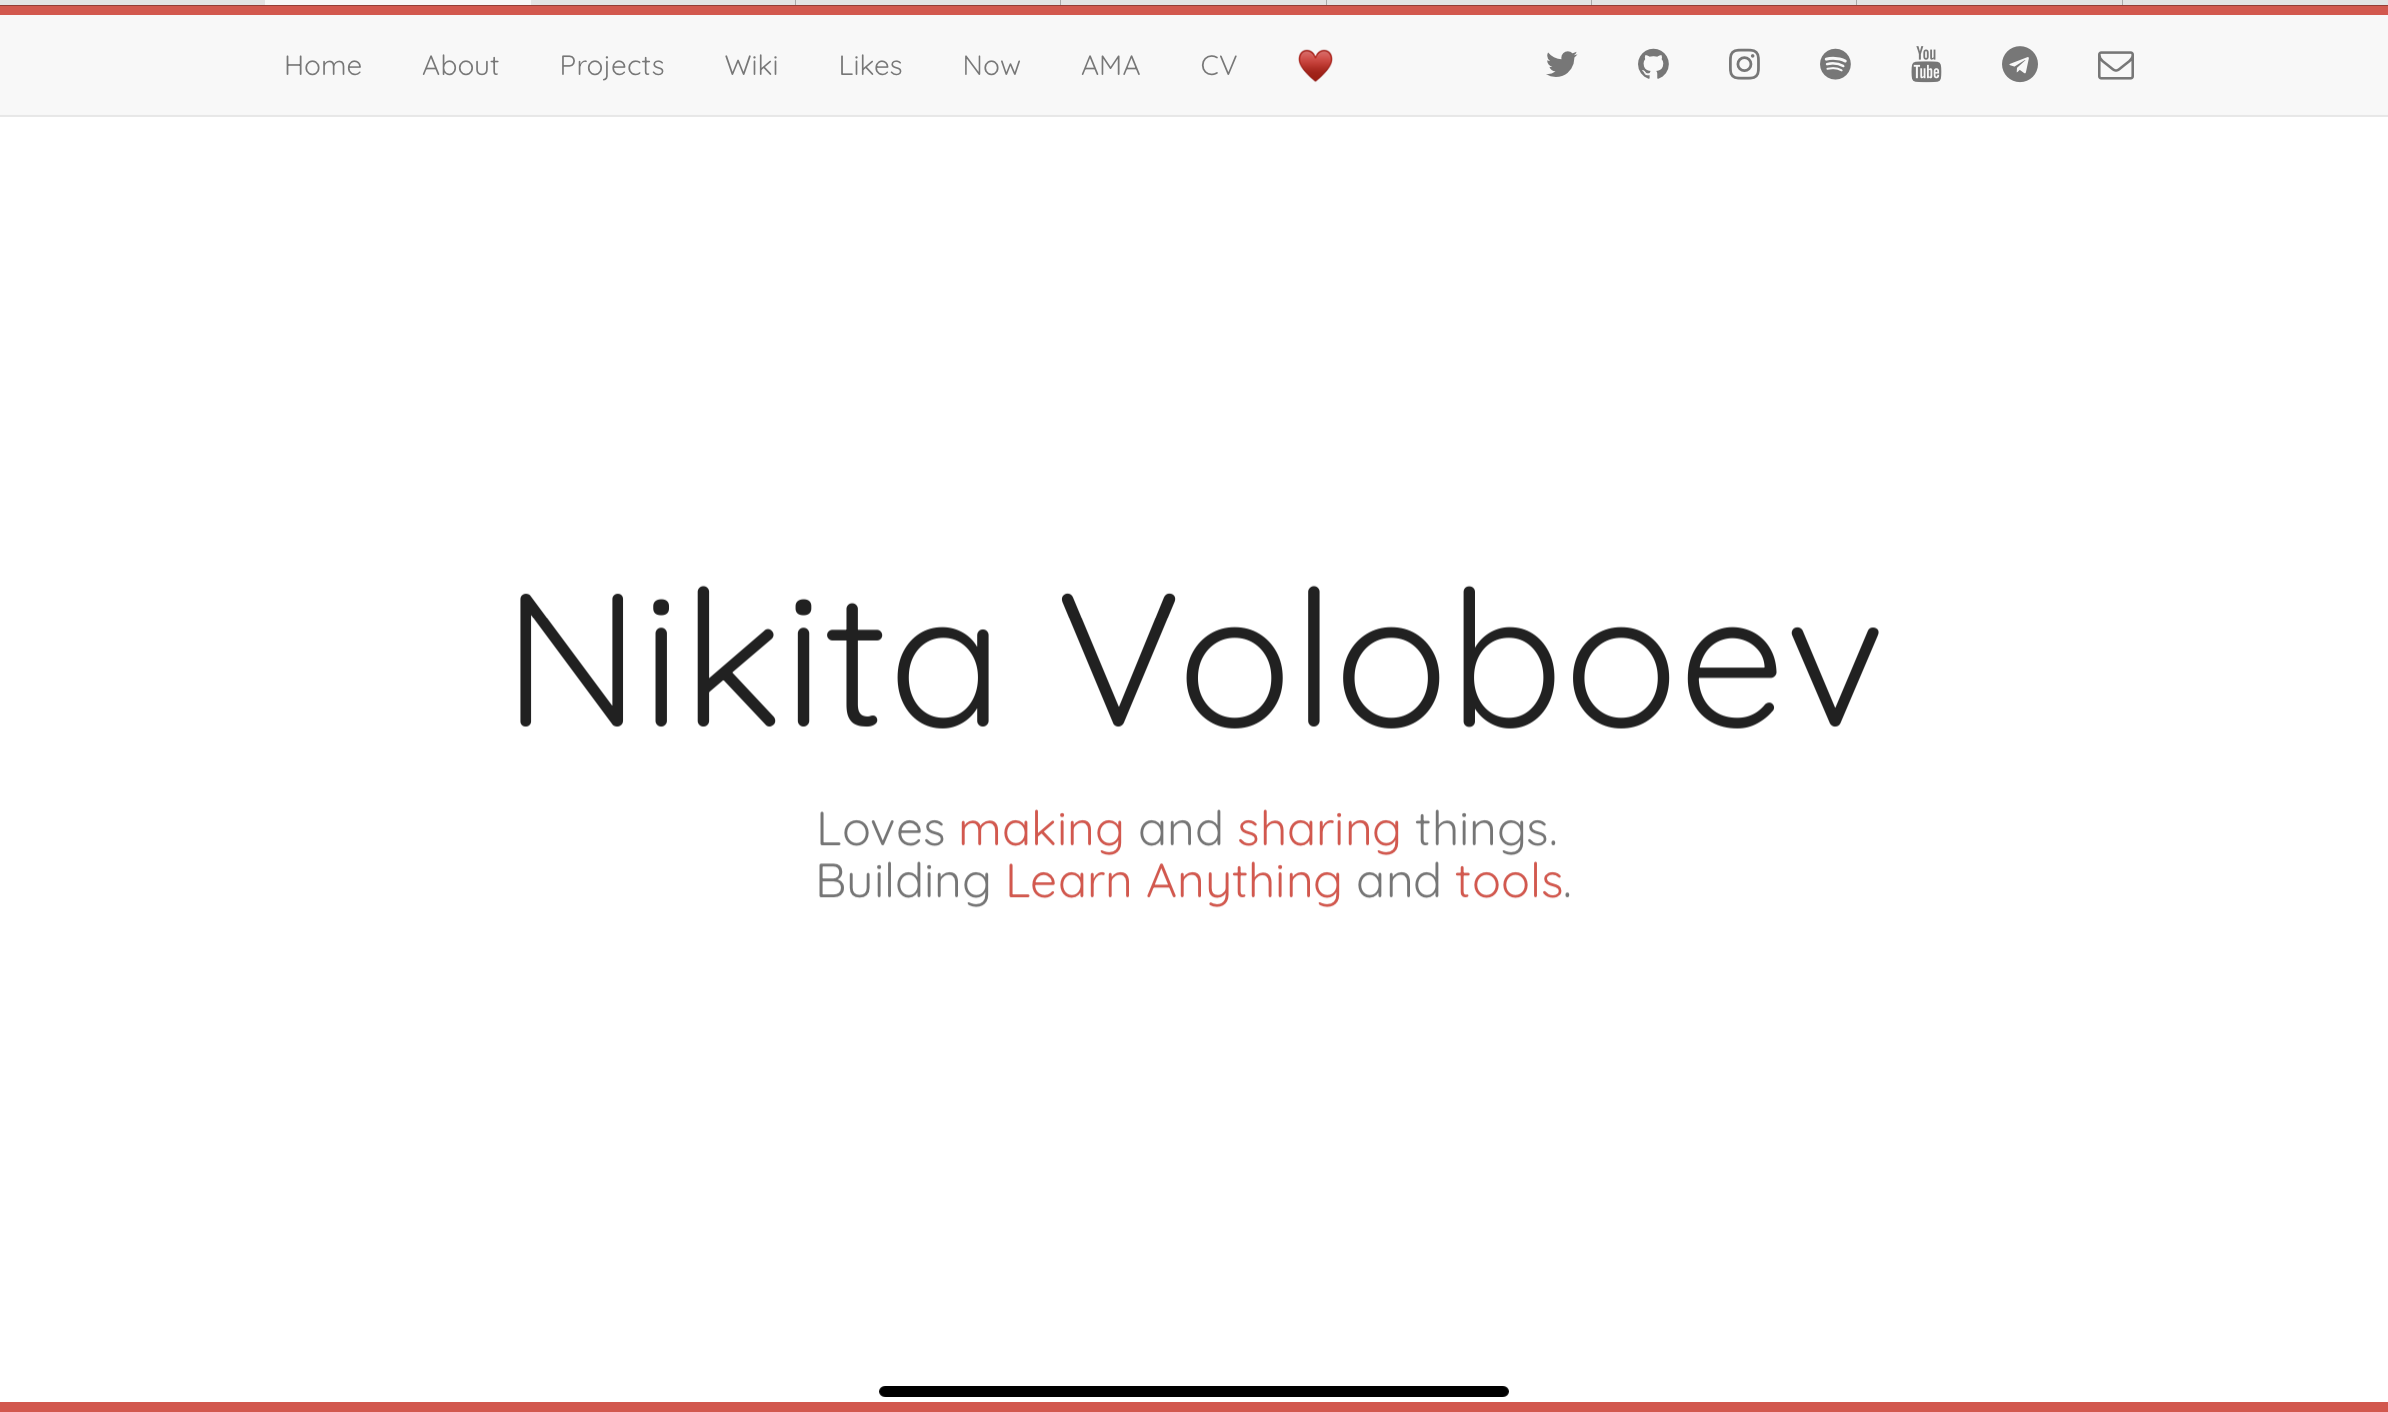 Home About Projects Wiki Likes Now AMA CV
You
Tube
Nikita Voloboev
Loves making and sharing things.
Building Learn Anything and tools.